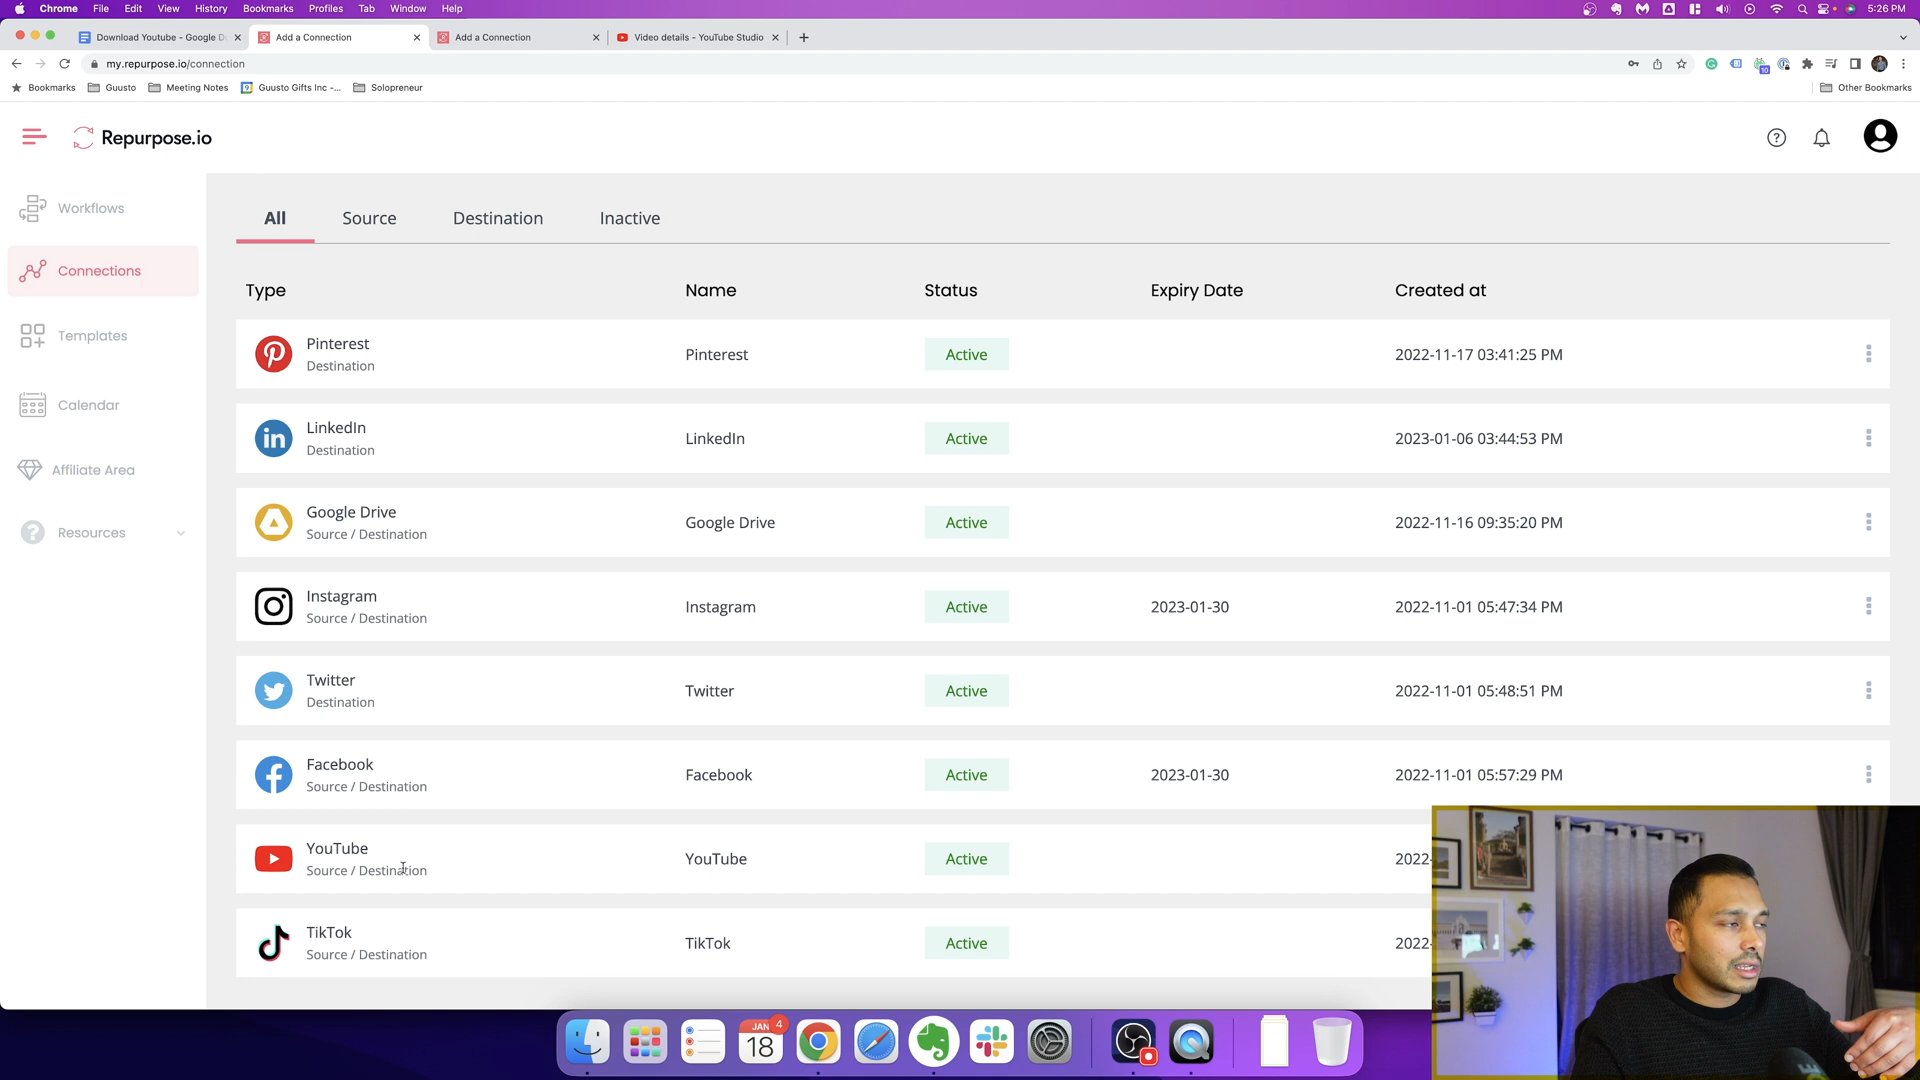 Chrome File Edit View History Bookmarks Profiles Tab Window Help 5:26 PM
Download Youtube - Google D Add a Connection Add a Connection Video details - YouTube Studio
my.repurpose.io/connection
10
Bookmarks Guusto Meeting Notes Guusto Gifts Inc -... Solopreneur Other Bookmarks
Repurpose.io
Workflows
Connections
Templates
Calendar
Affiliate Area
Resources
All Source Destination Inactive
Type Name Status Expiry Date Created at
Pinterest
Destination
Pinterest Active 2022-11-17 03:41:25 PM
LinkedIn
Destination
LinkedIn Active 2023-01-06 03:44:53 PM
Google Drive
Source / Destination
Google Drive Active 2022-11-16 09:35:20 PM
Instagram
Source / Destination
Instagram Active 2023-01-30 2022-11-01 05:47:34 PM
Twitter
Destination
Twitter Active 2022-11-01 05:48:51 PM
Facebook
Source / Destination
Facebook Active 2023-01-30 2022-11-01 05:57:29 PM
YouTube
Source / Destination
YouTube Active 2022-
TikTok
Source / Destination
TikTok Active 2022-
JAN 4
18